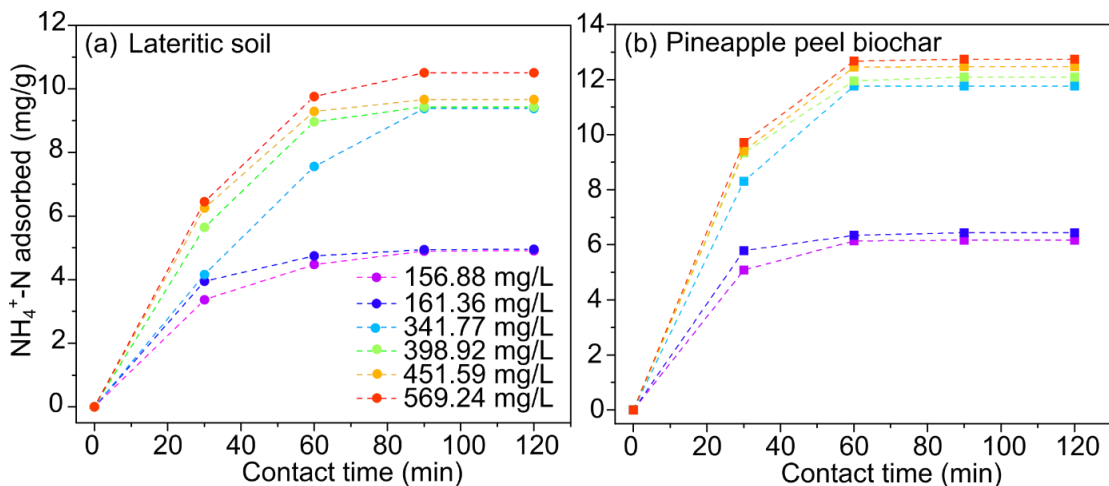 (a) Lateritic soil
NH₄⁺-N adsorbed (mg/g)
12
10
8
6
4
2
0
156.88 mg/L
161.36 mg/L
341.77 mg/L
398.92 mg/L
451.59 mg/L
569.24 mg/L
0 20 40 60 80 100 120
Contact time (min)
(b) Pineapple peel biochar
14
12
10
8
6
4
2
0
0 20 40 60 80 100 120
Contact time (min)